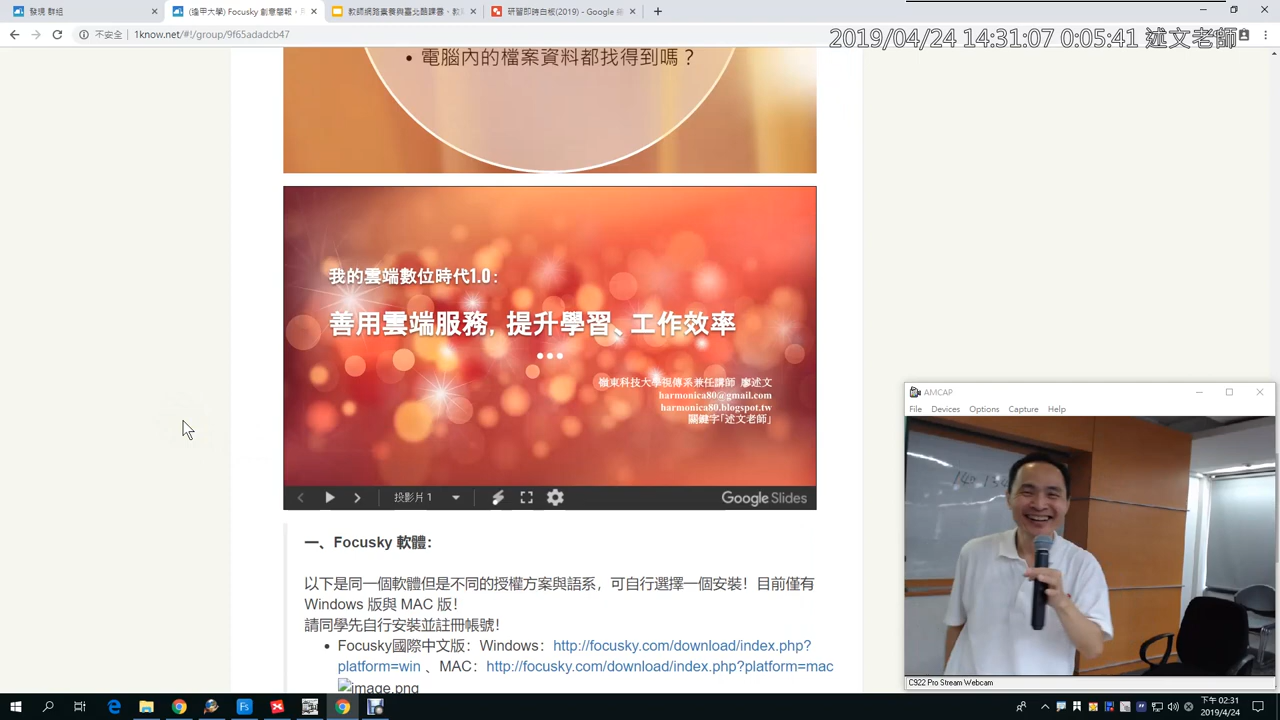 發現 群組
(逢甲大學) Focusky 創意簡報，
教師網路素養與臺北酷課雲、教
研習即時白板(2019) - Google
不安全 | 1know.net/#!/group/9f65adadcb47
2019/04/24 14:31:07 0:05:41 述文老師
• 電腦內的檔案資料都找得到嗎？
我的雲端數位時代1.0：
善用雲端服務，提升學習、工作效率
嶺東科技大學視傳系兼任講師 廖述文
harmonica80@gmail.com
harmonica80.blogspot.tw
關鍵字「述文老師」
投影片 1
Google Slides
一、Focusky 軟體：
以下是同一個軟體但是不同的授權方案與語系，可自行選擇一個安裝！目前僅有
Windows 版與 MAC 版！
請同學先自行安裝並註冊帳號！
• Focusky國際中文版：Windows：http://focusky.com/download/index.php?
platform=win 、MAC：http://focusky.com/download/index.php?platform=mac
image.png
AMCAP
File Devices Options Capture Help
C922 Pro Stream Webcam
下午 02:31
2019/4/24